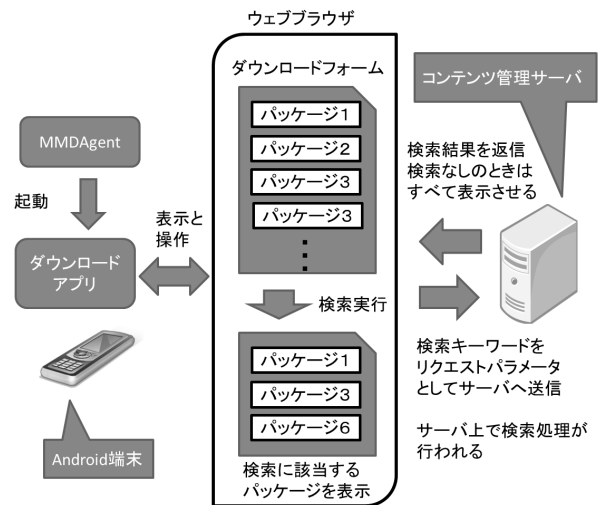 ウェブブラウザ
ダウンロードフォーム
パッケージ1
パッケージ2
パッケージ3
パッケージ3
検索実行
パッケージ1
パッケージ3
パッケージ6
検索に該当する
パッケージを表示
MMDAgent
起動
ダウンロード
アプリ
表示と
操作
Android端末
コンテンツ管理サーバ
検索結果を返信
検索なしのときは
すべて表示させる
検索キーワードを
リクエストパラメータ
としてサーバへ送信
サーバ上で検索処理が
行われる